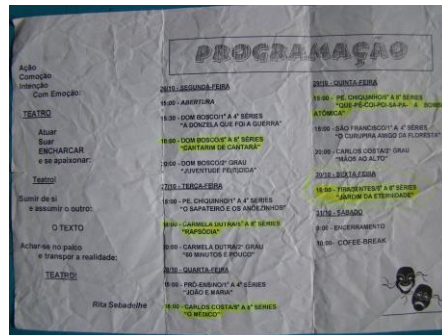 PROGRAMAÇÃO
Ação
Comoção
Intenção
Com Emoção:
TEATRO
Atuar
Suar
ENCHARCAR
e se apaixonar:
Teatro!
Sumir de si
e assumir o outro:
O TEXTO
Achar-se no palco
e transpor a realidade:
TEATRO!
Rita Sebadelhe
26/10 - SEGUNDA-FEIRA
15:00 - ABERTURA
16:00 - DOM BOSCO/1ª A 4ª SÉRIES
"A DONZELA QUE FOI A GUERRA"
18:00 - DOM BOSCO/5ª A 8ª SÉRIES
"CANTARIM DE CANTARÁ"
20:00 - DOM BOSCO/2º GRAU
"JUVENTUDE PERDIDA"
27/10 - TERÇA-FEIRA
15:00 - PE. CHIQUINHO/1ª A 4ª SÉRIES
"O SAPATEIRO E OS ANÕEZINHOS"
18:00 - CARMELA DUTRA/5ª A 8ª SÉRIES
"RAPSÓDIA"
20:00 - CARMELA DUTRA/2º GRAU
"60 MINUTOS É POUCO"
28/10 - QUARTA-FEIRA
15:00 - PRÓ-ENSINO/1ª A 4ª SÉRIES
"JOÃO E MARIA"
18:00 - CARLOS COSTA/5ª A 8ª SÉRIES
"O MÉDICO"
29/10 - QUINTA-FEIRA
15:00 - PE. CHIQUINHO/5ª A 8ª SÉRIES
"QUE-PÊ-COI-POI-SA-PA- A BOMBA
ATÔMICA"
18:00 - SÃO FRANCISCO/1ª A 4ª SÉRIES
"O CURUPIRA AMIGO DA FLORESTA"
20:00 - CARLOS COSTA/2º GRAU
"MÃOS AO ALTO"
30/10 - SEXTA-FEIRA
18:00 - TIRADENTES/5ª A 8ª SÉRIES
"JARDIM DA ETERNIDADE"
31/10 - SÁBADO
9:00 - ENCERRAMENTO
10:00 - COFEE-BREAK